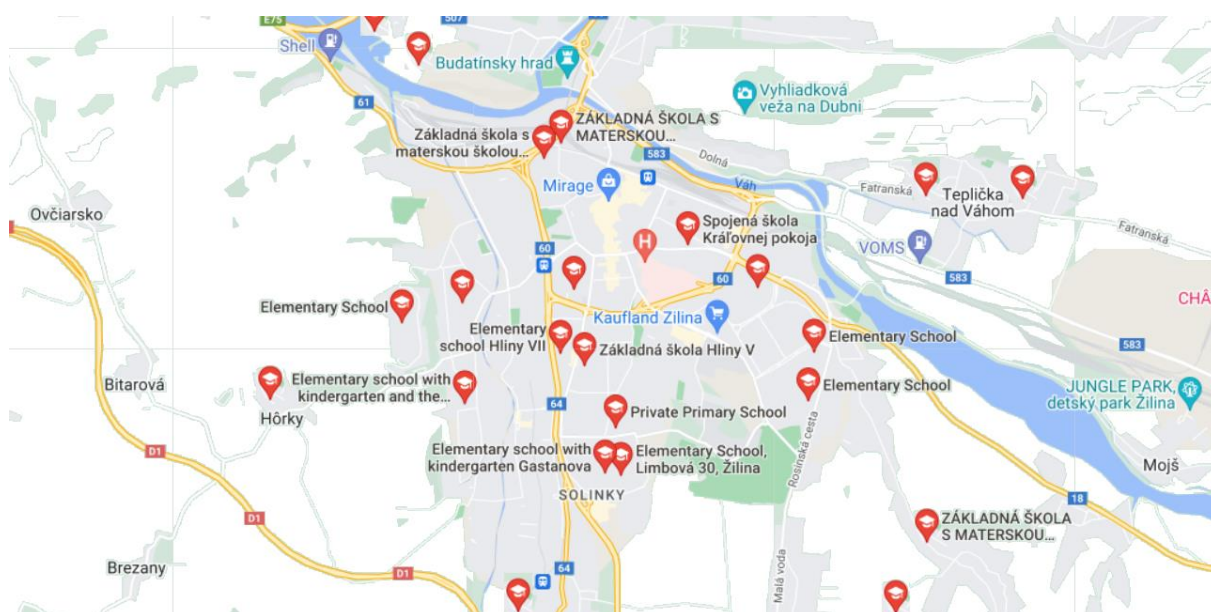 E75
507
Shell
Budatínsky hrad
Vyhliadková
veža na Dubni
61
ZÁKLADNÁ ŠKOLA S
MATERSKOU...
Základná škola s
materskou školou...
583
Dolná
Mirage
Váh
Fatranská
Teplička
nad Váhom
Ovčiarsko
Spojená škola
Kráľovnej pokoja
Fatranská
H
VOMS
60
583
60
CHÂ
Elementary School
Kaufland Zilina
Elementary
school Hliny VII
Elementary School
583
Základná škola Hliny V
Bitarová
Elementary school with
kindergarten and the...
Elementary School
JUNGLE PARK,
detský park Žilina
Hôrky
64
Private Primary School
D1
Elementary school with
kindergarten Gastanova
Elementary School,
Limbová 30, Žilina
Rosinská cesta
Mojš
SOLINKY
18
D1
ZÁKLADNÁ ŠKOLA
S MATERSKOU...
Brezany
D1
64
Malá voda